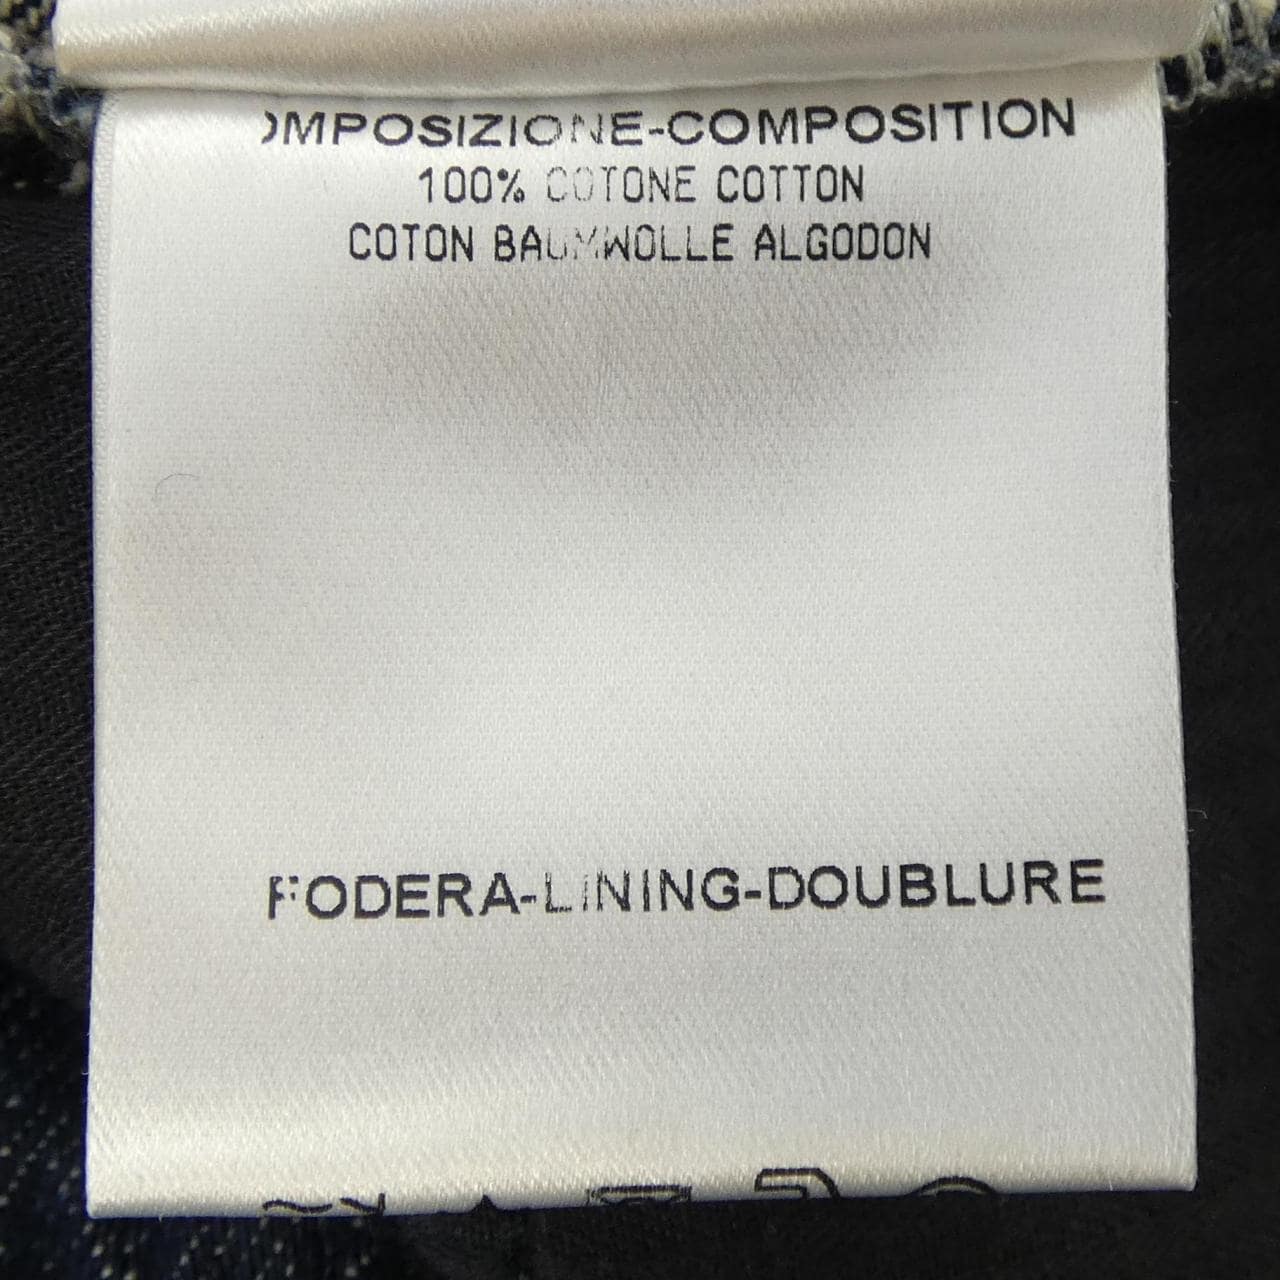 OMPOSIZIONE-COMPOSITION
100% COTONE COTTON
COTON BAUMWOLLE ALGODON
FODERA-LINING-DOUBLURE